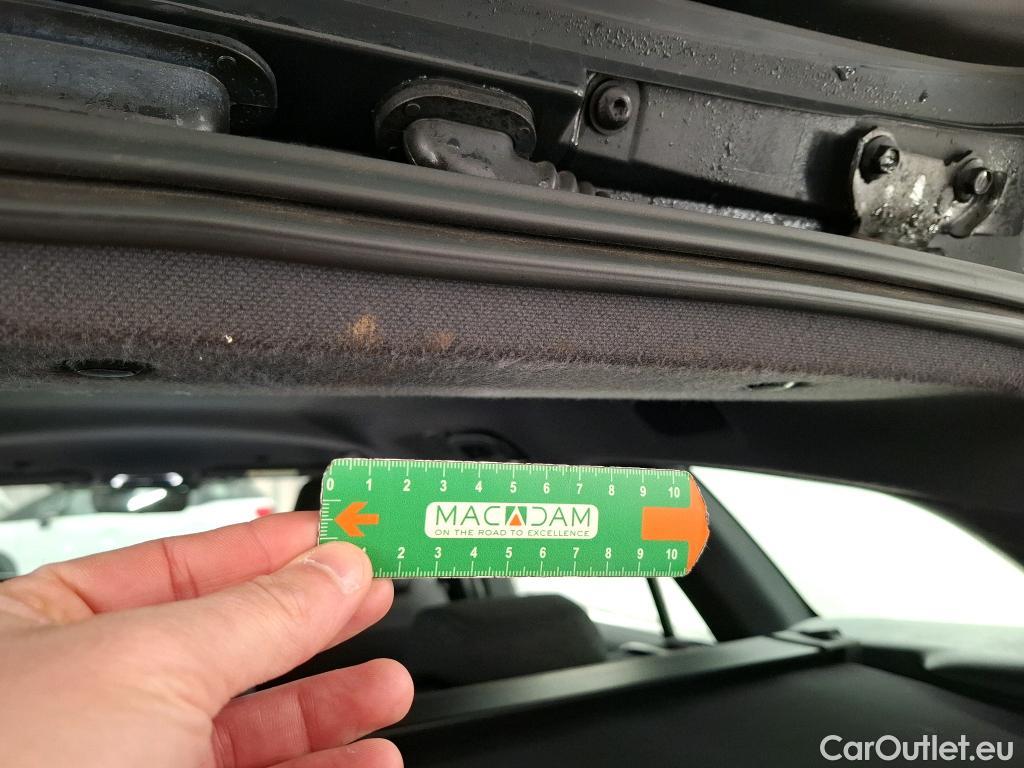 0 1 2 3 4 5 6 7 8 9 10
MACADAM
ON THE ROAD TO EXCELLENCE
1 2 3 4 5 6 7 8 9 10
CarOutlet.eu